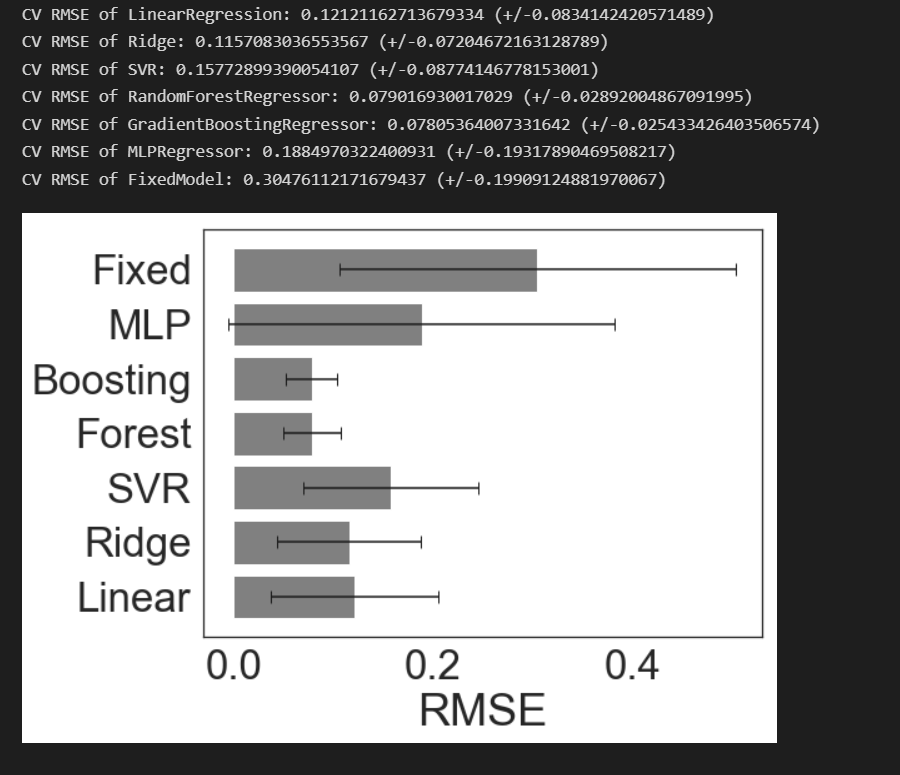 CV RMSE of LinearRegression: 0.12121162713679334 (+/-0.0834142420571489)
CV RMSE of Ridge: 0.1157083036553567 (+/-0.07204672163128789)
CV RMSE of SVR: 0.15772899390054107 (+/-0.08774146778153001)
CV RMSE of RandomForestRegressor: 0.079016930017029 (+/-0.02892004867091995)
CV RMSE of GradientBoostingRegressor: 0.07805364007331642 (+/-0.025433426403506574)
CV RMSE of MLPRegressor: 0.1884970322400931 (+/-0.19317890469508217)
CV RMSE of FixedModel: 0.30476112171679437 (+/-0.19909124881970067)
Fixed
MLP
Boosting
Forest
SVR
Ridge
Linear
0.0 0.2 0.4
RMSE